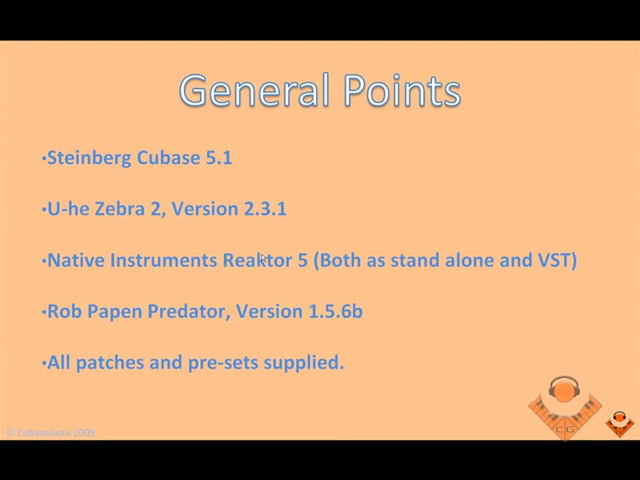 General Points
•Steinberg Cubase 5.1
•U-he Zebra 2, Version 2.3.1
•Native Instruments Reaktor 5 (Both as stand alone and VST)
•Rob Papen Predator, Version 1.5.6b
•All patches and pre-sets supplied.
© CubaseGuru 2009
CG